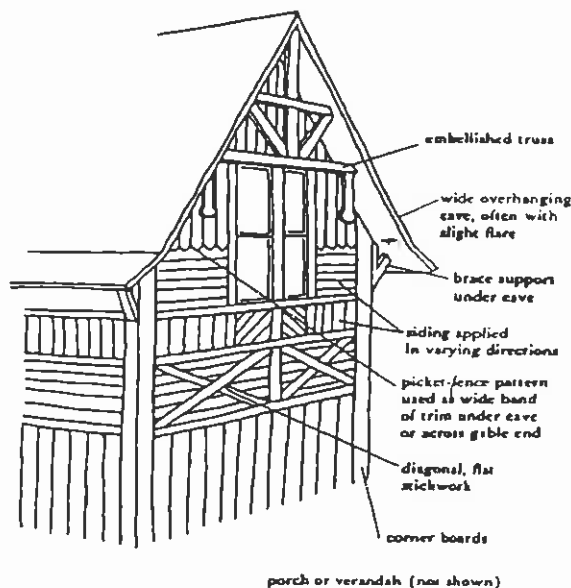 embellished truss
wide overhanging
eave, often with
slight flare
brace support
under eave
siding applied
in varying directions
picket-fence pattern
used as wide band
of trim under eave
or across gable end
diagonal, flat
stickwork
corner boards
porch or verandah (not shown)